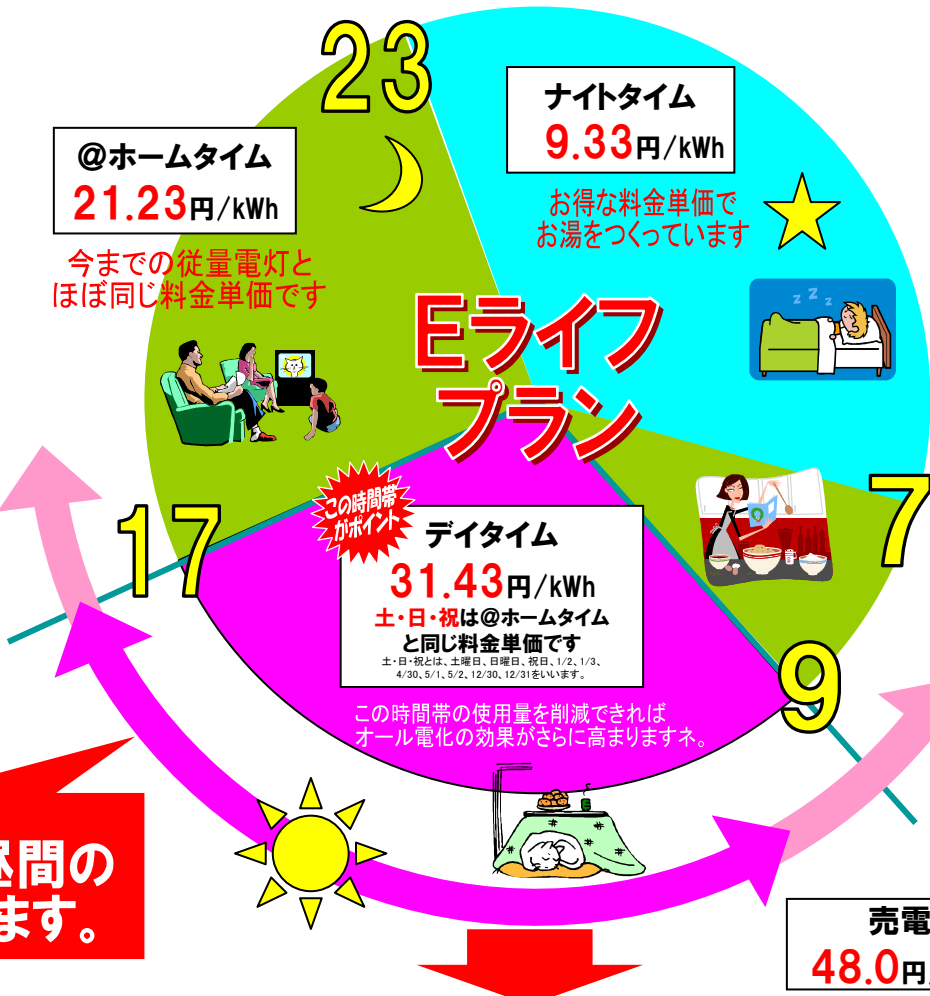 23
ナイトタイム
9.33円/kWh
お得な料金単価で
お湯をつくっています
@ホームタイム
21.23円/kWh
今までの従量電灯と
ほぼ同じ料金単価です
z z z
Eライフ
プラン
7
17
この時間帯
がポイント
デイタイム
31.43円/kWh
土・日・祝は@ホームタイム
と同じ料金単価です
土・日・祝とは、土曜日、日曜日、祝日、1/2、1/3、
4/30、5/1、5/2、12/30、12/31をいいます。
9
この時間帯の使用量を削減できれば
オール電化の効果がさらに高まりますネ。
昼間の
ます。
売電
48.0円